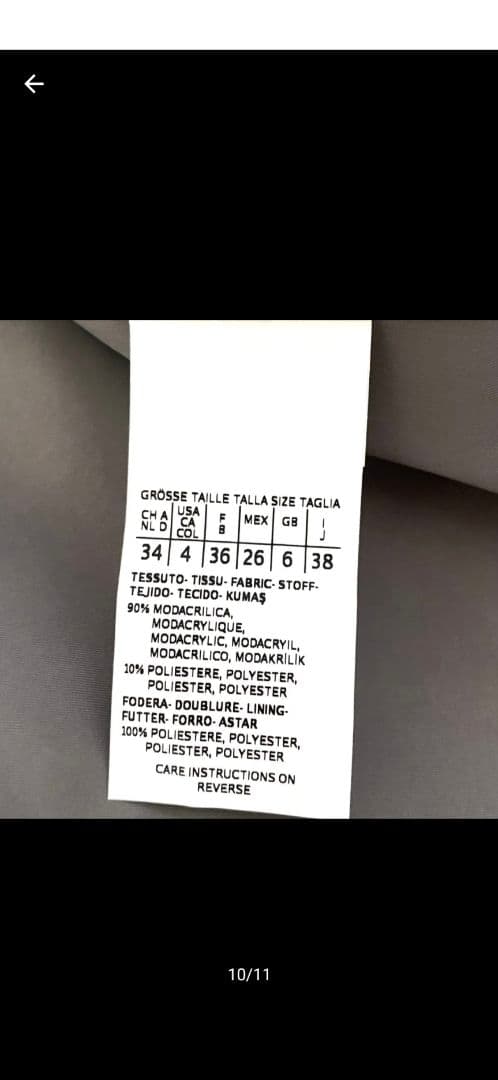 GRÖSSE TAILLE TALLA SIZE TAGLIA
CH A NL D USA CA COL F B MEX GB I J
34 4 36 26 6 38
TESSUTO- TISSU- FABRIC- STOFF-
TEJIDO- TECIDO- KUMAŞ
90% MODACRILICA,
MODACRYLIQUE,
MODACRYLIC, MODACRYIL,
MODACRILICO, MODAKRİLİK
10% POLIESTERE, POLYESTER,
POLIESTER, POLYESTER
FODERA- DOUBLURE- LINING-
FUTTER- FORRO- ASTAR
100% POLIESTERE, POLYESTER,
POLIESTER, POLYESTER
CARE INSTRUCTIONS ON
REVERSE
10/11